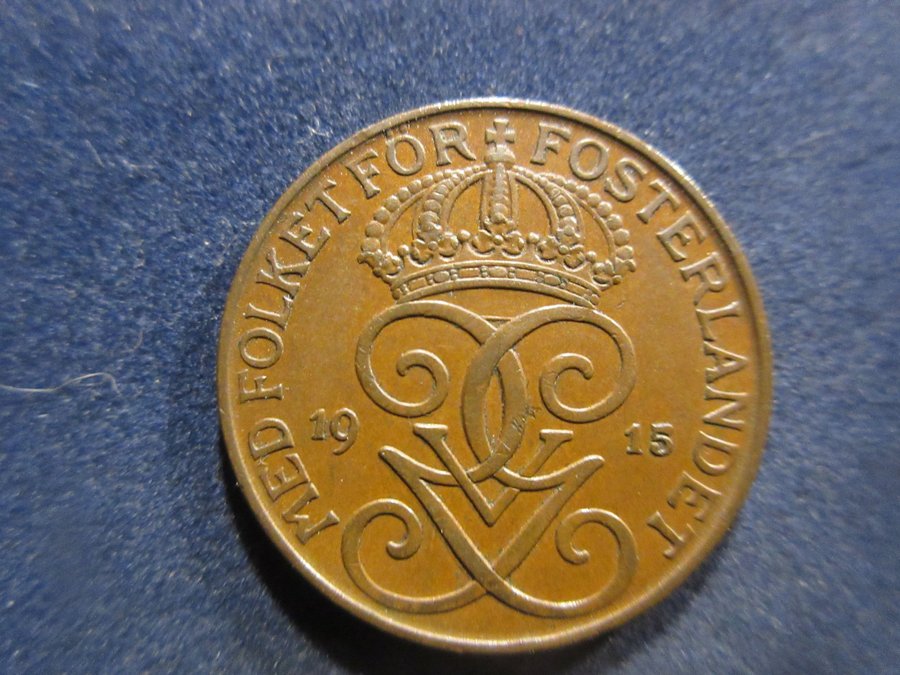 MED FOLKET FÖR FOSTERLANDET
19 15